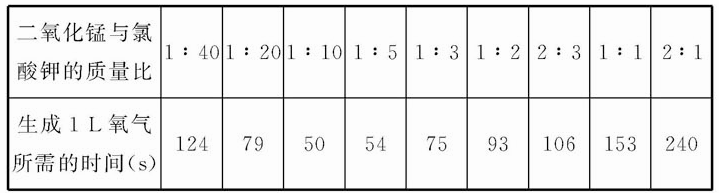 二氧化锰与氯
酸钾的质量比
1∶40 1∶20 1∶10 1∶5 1∶3 1∶2 2∶3 1∶1 2∶1
生成 1 L 氧气
所需的时间(s)
124 79 50 54 75 93 106 153 240